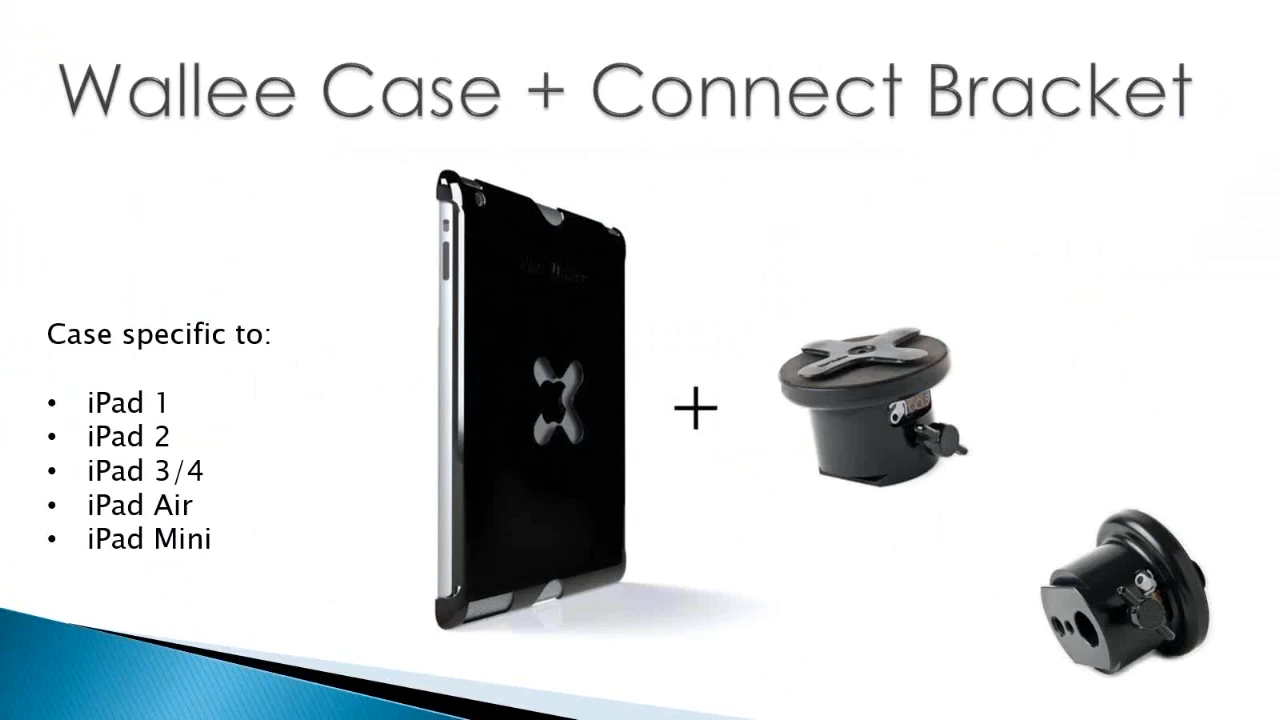 Wallee Case + Connect Bracket
Case specific to:
• iPad 1
• iPad 2
• iPad 3/4
• iPad Air
• iPad Mini
+